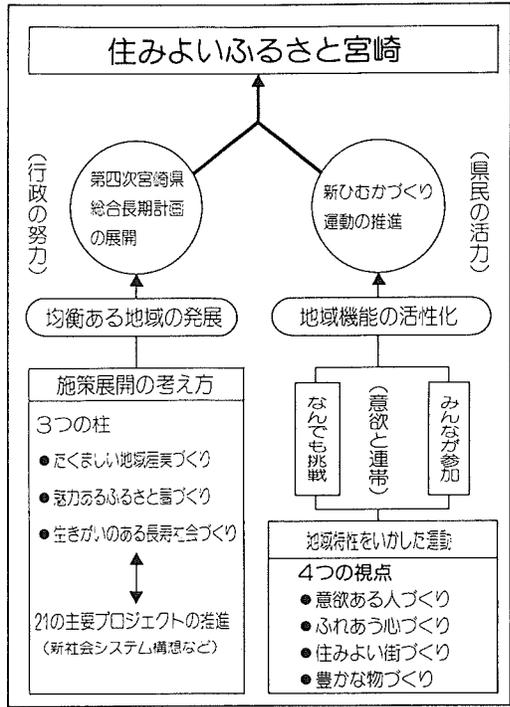 住みよいふるさと宮崎
(行政の努力)
第四次宮崎県
総合長期計画
の展開
新ひむかづくり
運動の推進
(県民の活力)
均衡ある地域の発展
地域機能の活性化
施策展開の考え方
3つの柱
●たくましい地域産業づくり
●魅力あるふるさと圏づくり
●生きがいのある長寿社会づくり
21の主要プロジェクトの推進
(新社会システム構想など)
なんでも挑戦
(意欲と連帯)
みんなが参加
地域特性をいかした運動
4つの視点
●意欲ある人づくり
●ふれあう心づくり
●住みよい街づくり
●豊かな物づくり